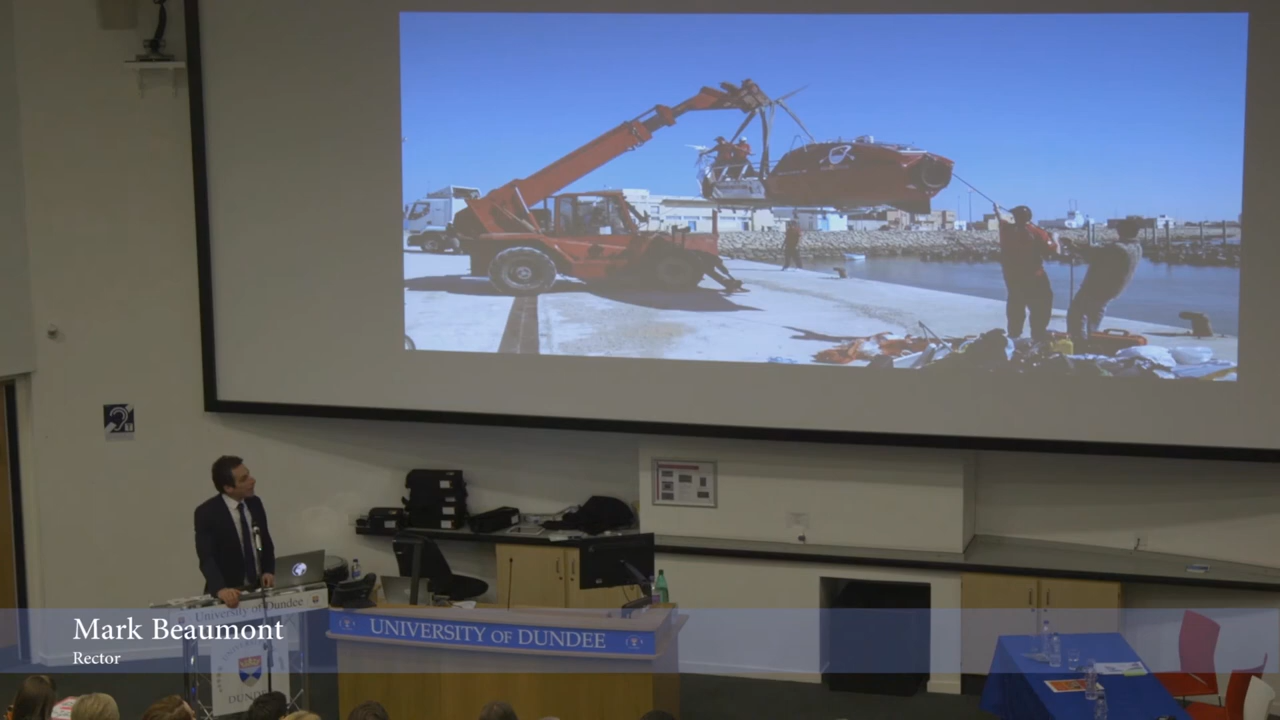 University of Dundee
UNIVERSITY OF DUNDEE
DUNDEE
Mark Beaumont
Rector